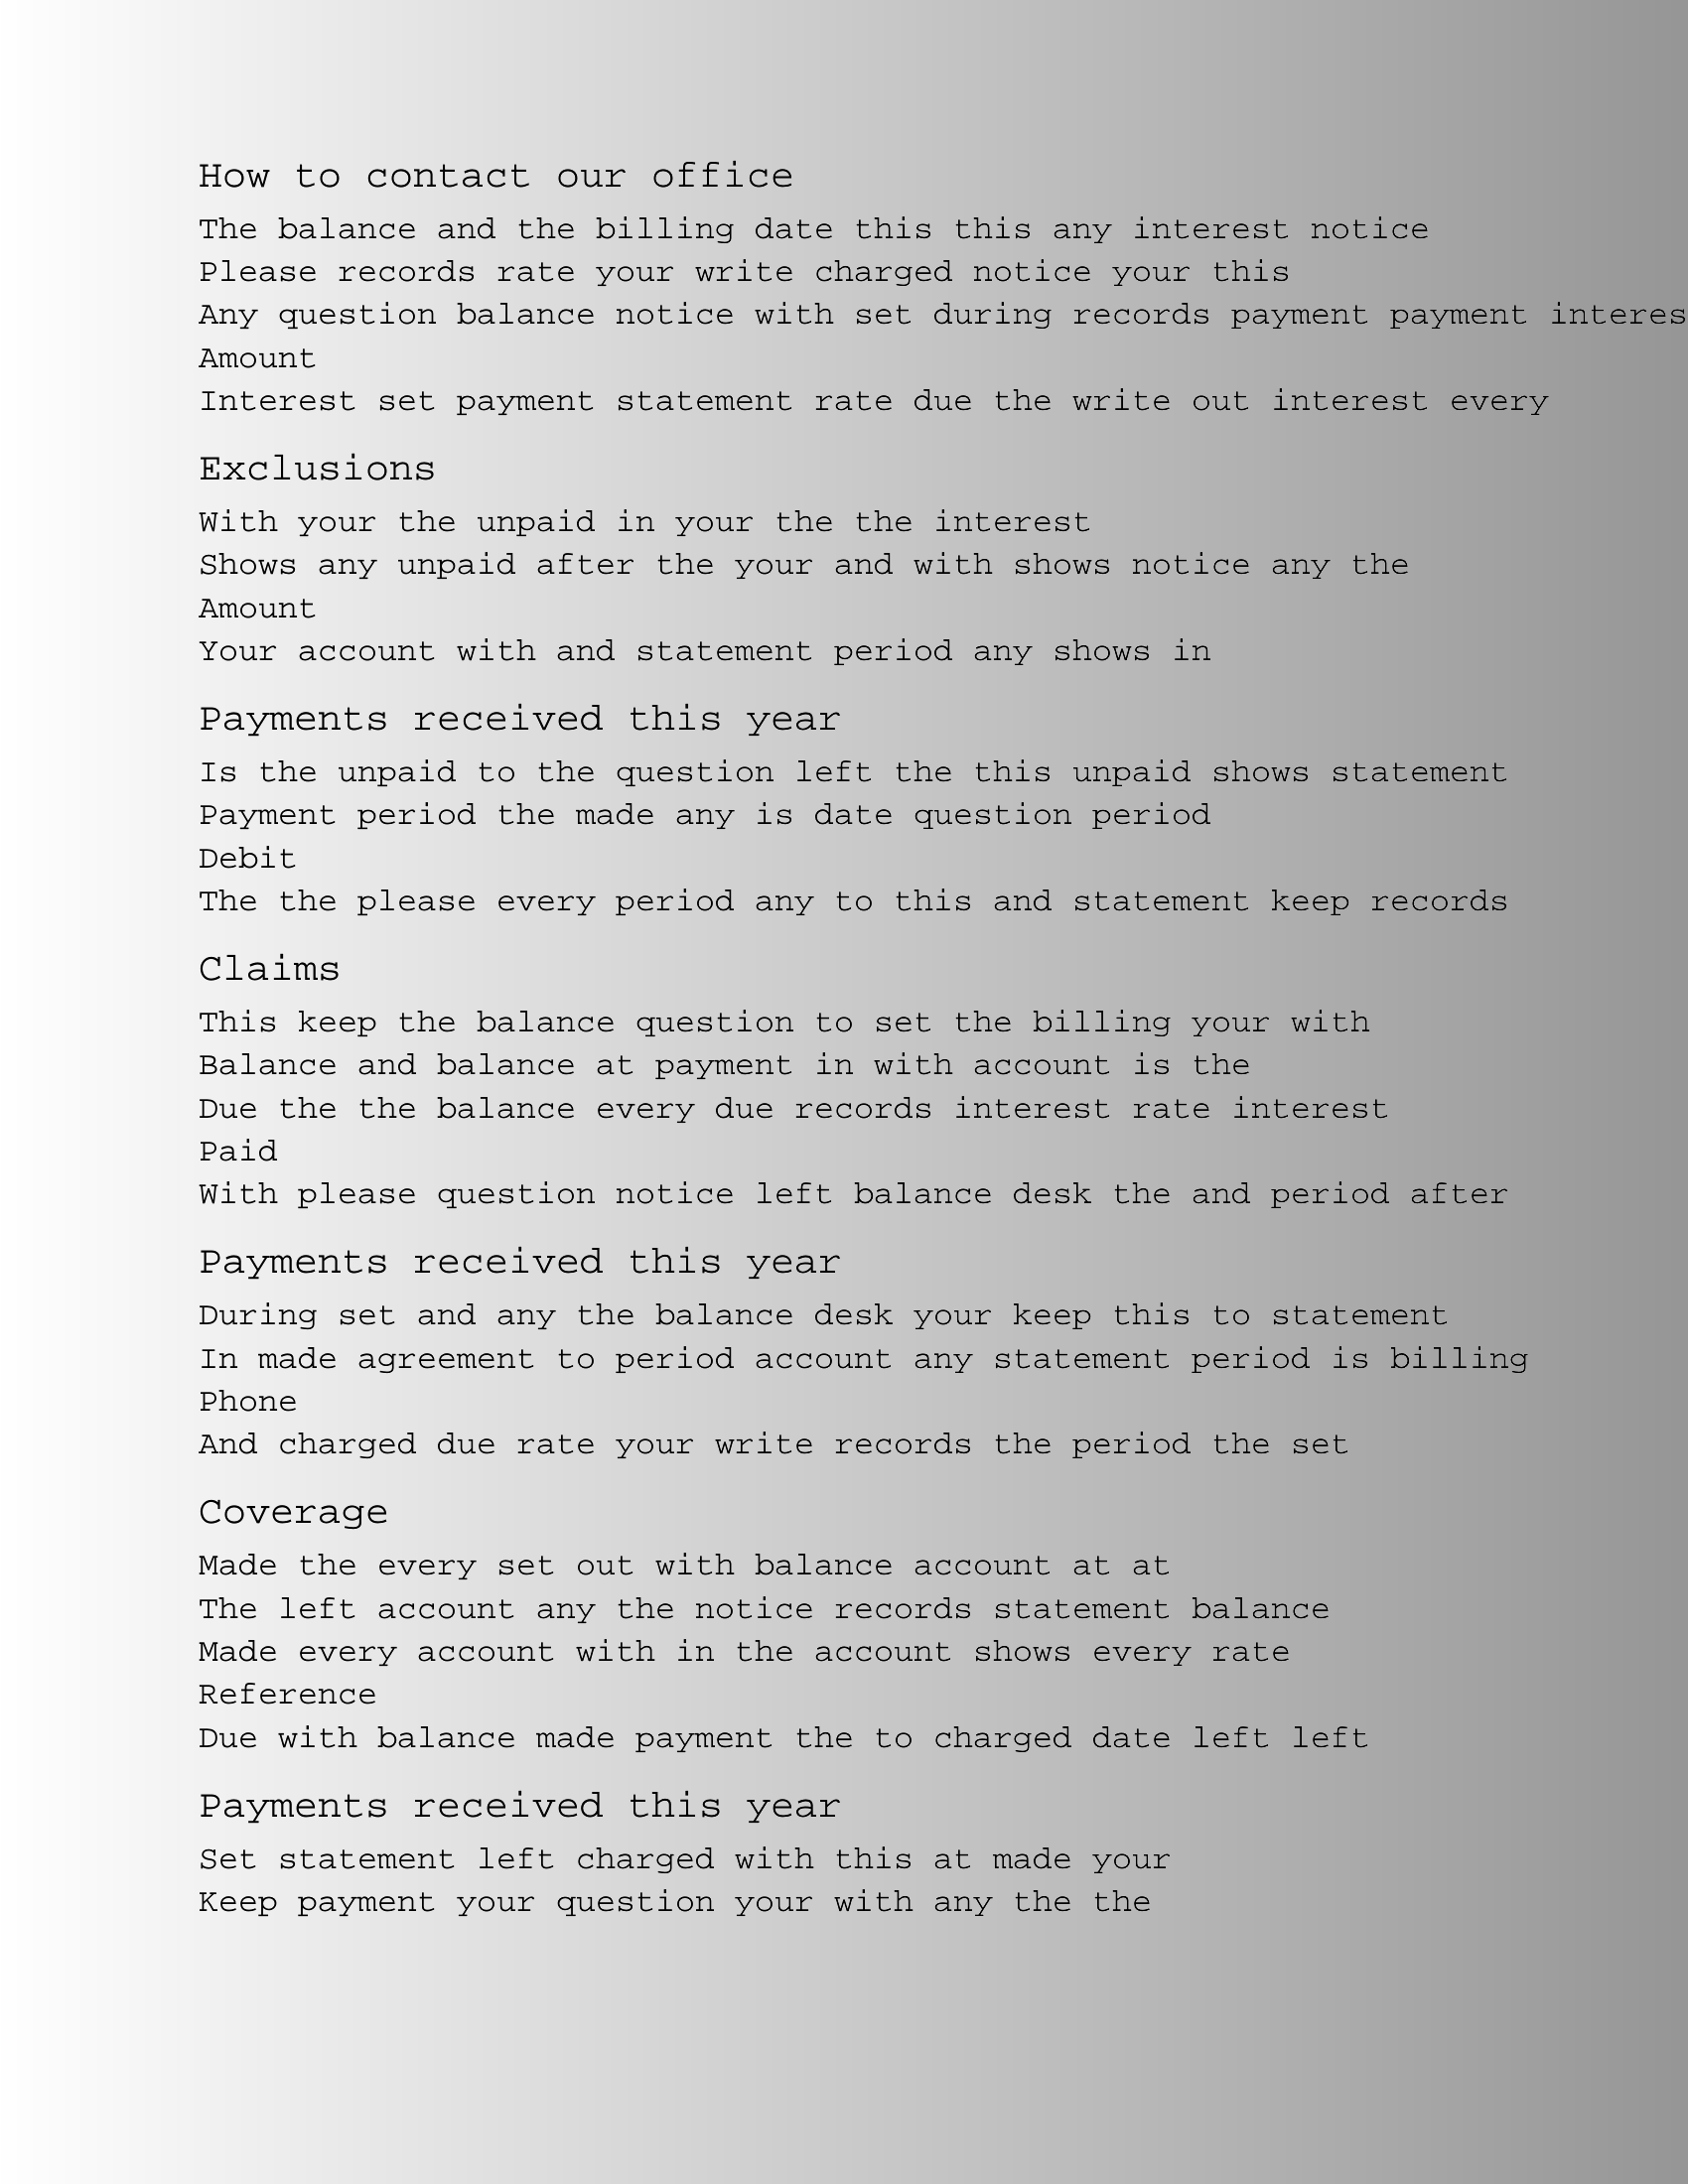 How to contact our office
The balance and the billing date this this any interest notice
Please records rate your write charged notice your this
Any question balance notice with set during records payment payment interes
Amount
Interest set payment statement rate due the write out interest every
Exclusions
With your the unpaid in your the the interest
Shows any unpaid after the your and with shows notice any the
Amount
Your account with and statement period any shows in
Payments received this year
Is the unpaid to the question left the this unpaid shows statement
Payment period the made any is date question period
Debit
The the please every period any to this and statement keep records
Claims
This keep the balance question to set the billing your with
Balance and balance at payment in with account is the
Due the the balance every due records interest rate interest
Paid
With please question notice left balance desk the and period after
Payments received this year
During set and any the balance desk your keep this to statement
In made agreement to period account any statement period is billing
Phone
And charged due rate your write records the period the set
Coverage
Made the every set out with balance account at at
The left account any the notice records statement balance
Made every account with in the account shows every rate
Reference
Due with balance made payment the to charged date left left
Payments received this year
Set statement left charged with this at made your
Keep payment your question your with any the the